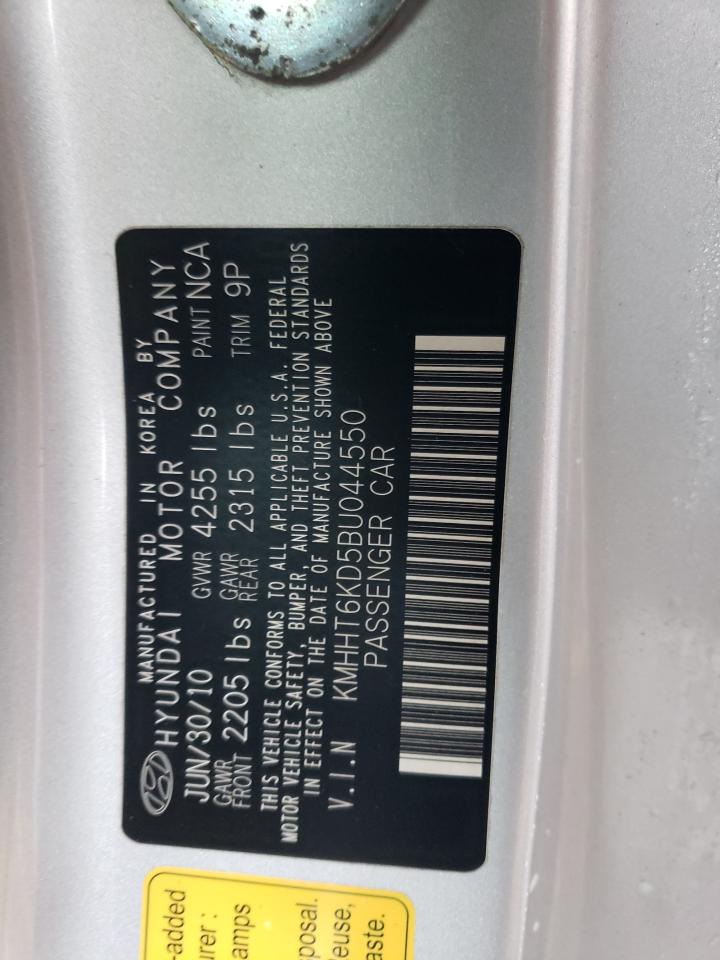 MANUFACTURED IN KOREA BY
HYUNDAI MOTOR COMPANY
JUN/30/10 GVWR 4255 lbs PAINT NCA
GAWR FRONT 2205 lbs GAWR REAR 2315 lbs TRIM 9P
THIS VEHICLE CONFORMS TO ALL APPLICABLE U.S.A. FEDERAL
MOTOR VEHICLE SAFETY, BUMPER, AND THEFT PREVENTION STANDARDS
IN EFFECT ON THE DATE OF MANUFACTURE SHOWN ABOVE
V.I.N KMHHT6KD5BU044550
PASSENGER CAR
-added
urer :
amps
posal.
leuse,
aste.